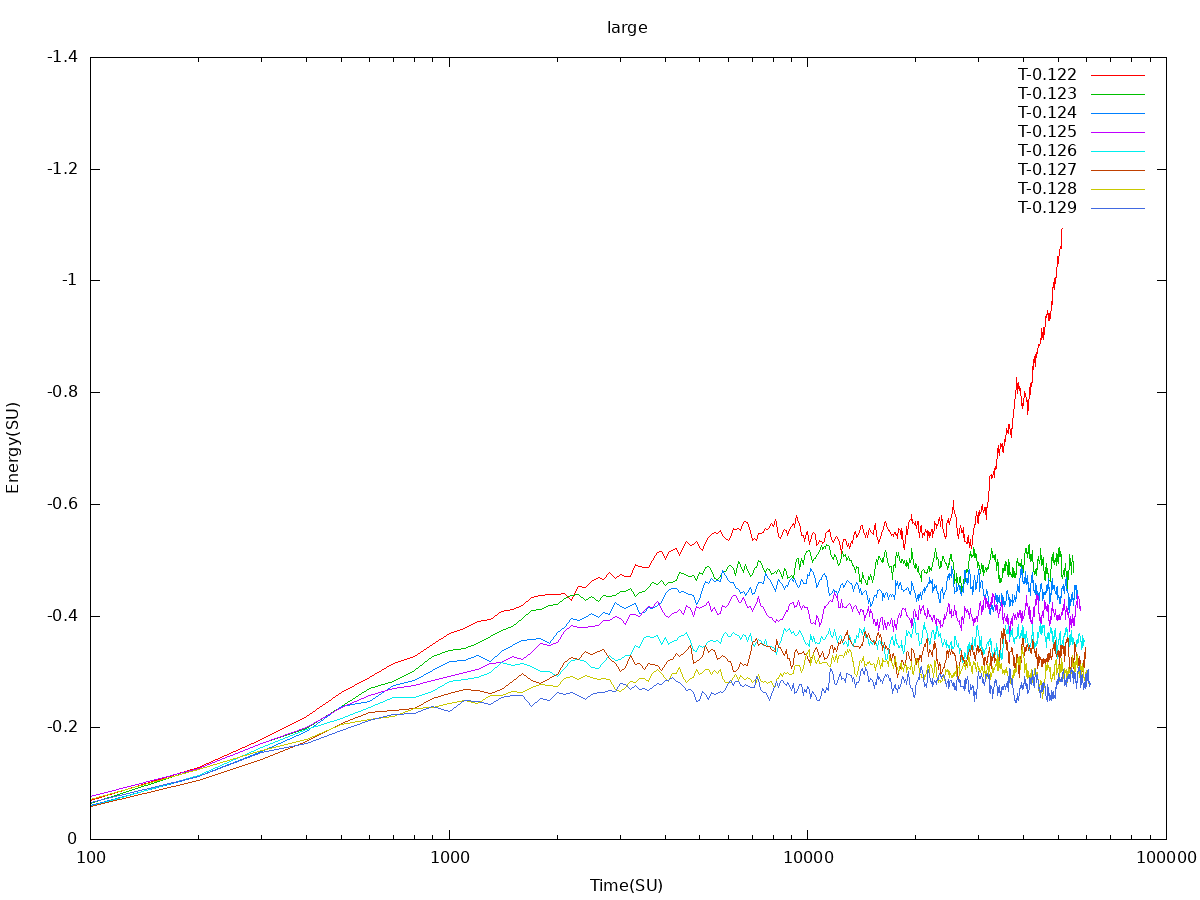 large
-1.4
-1.2
-1
-0.8
-0.6
-0.4
-0.2
0
Energy(SU)
T-0.122
T-0.123
T-0.124
T-0.125
T-0.126
T-0.127
T-0.128
T-0.129
100
1000
10000
100000
Time(SU)